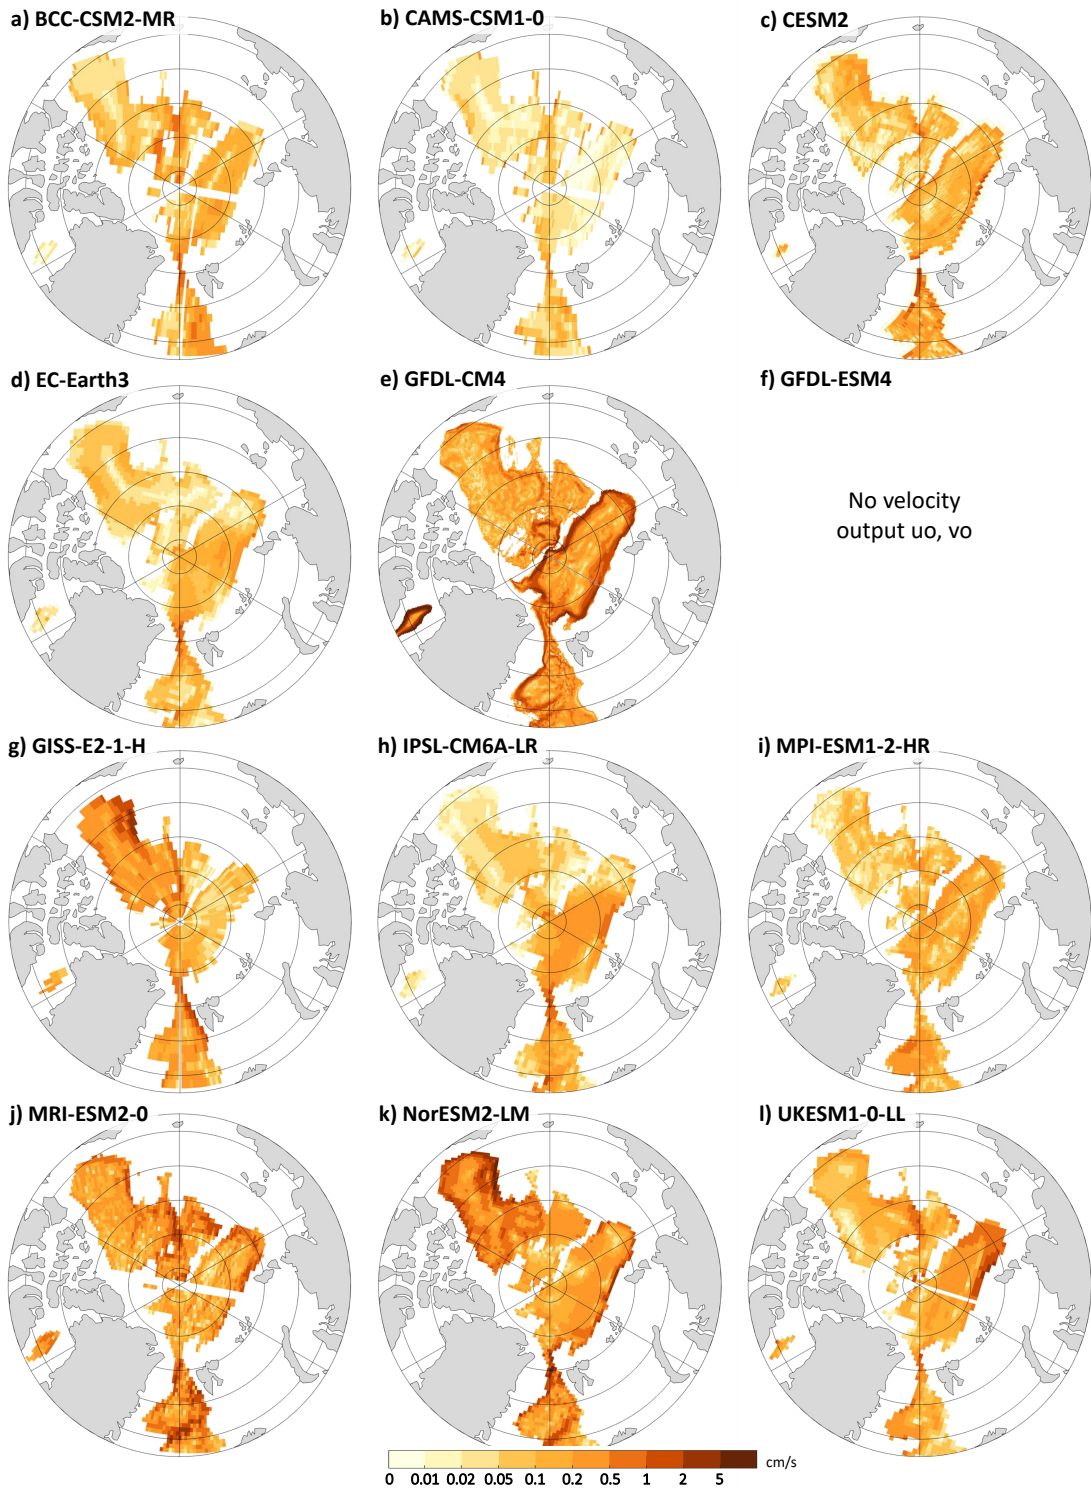 a) BCC-CSM2-MR
b) CAMS-CSM1-0
c) CESM2
d) EC-Earth3
e) GFDL-CM4
f) GFDL-ESM4
No velocity
output uo, vo
g) GISS-E2-1-H
h) IPSL-CM6A-LR
i) MPI-ESM1-2-HR
j) MRI-ESM2-0
k) NorESM2-LM
l) UKESM1-0-LL
cm/s
0 0.01 0.02 0.05 0.1 0.2 0.5 1 2 5